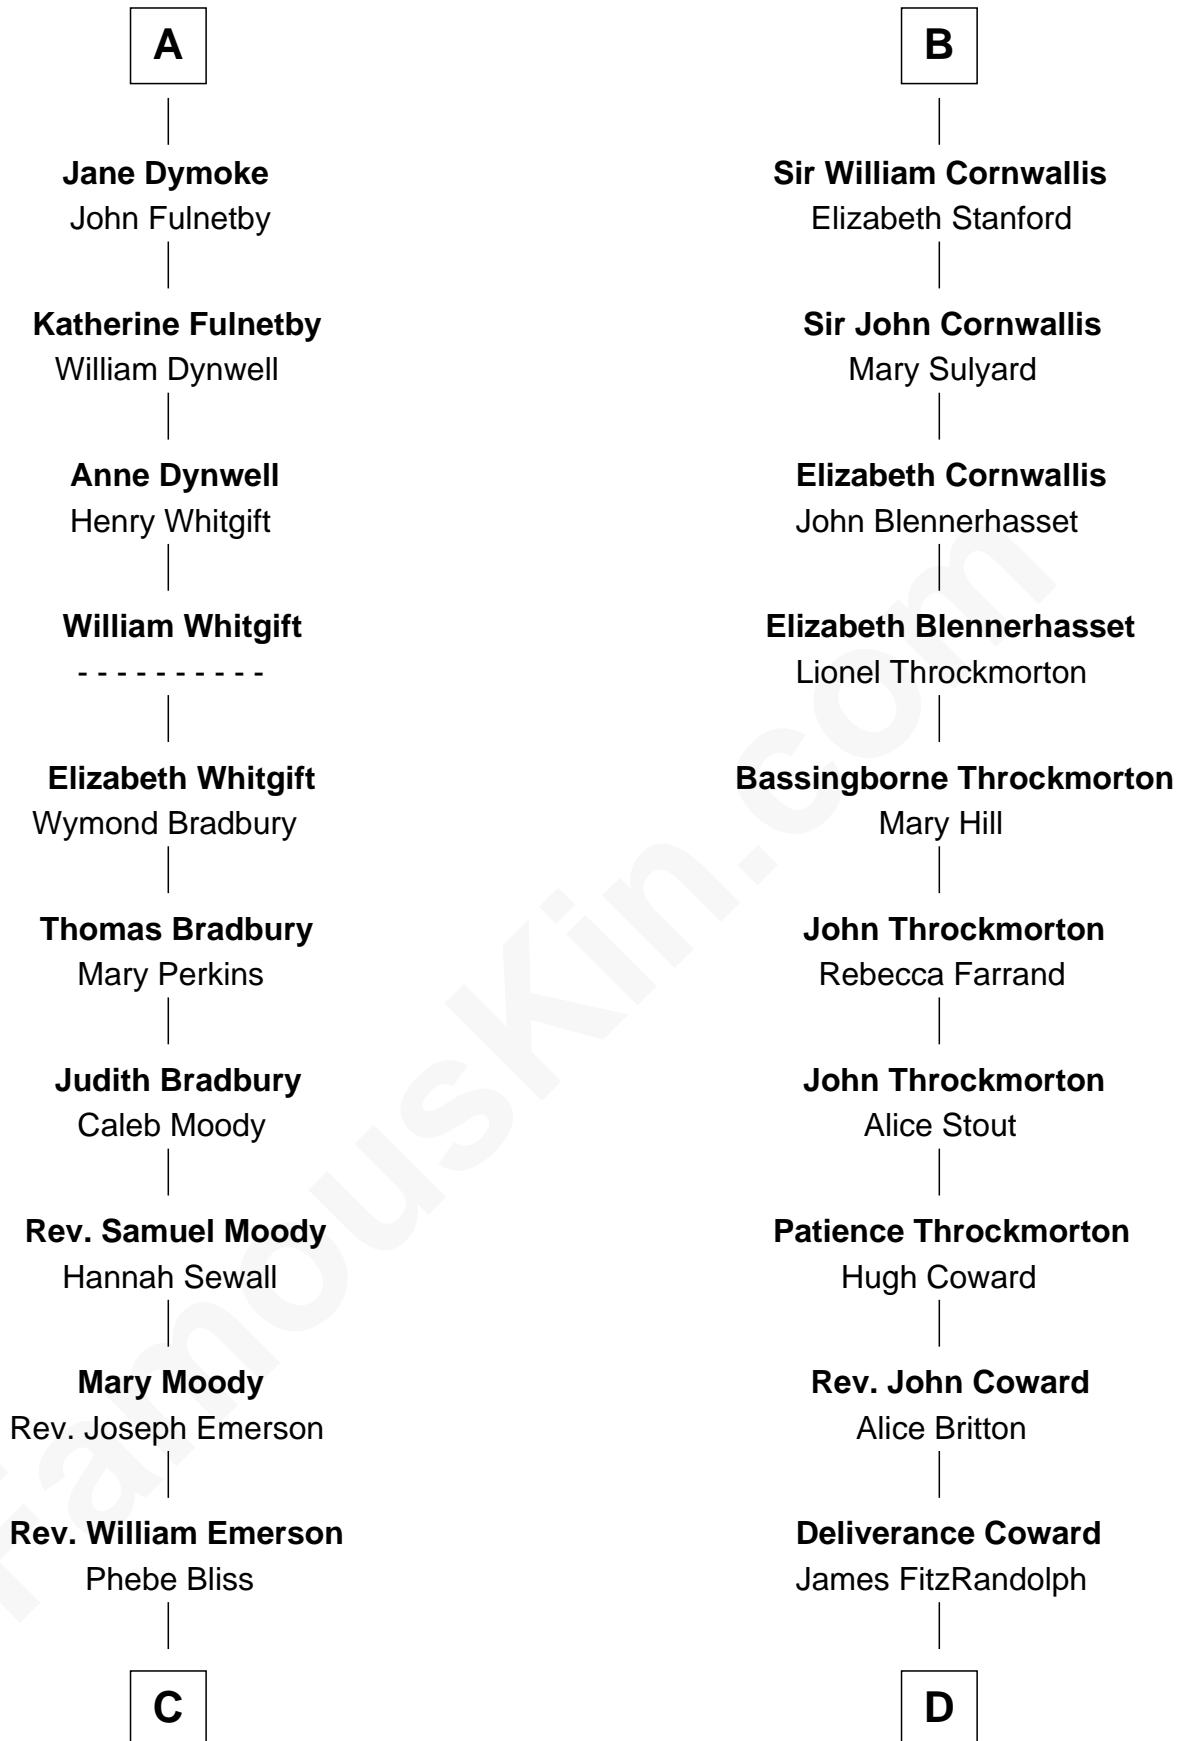 A
Jane Dymoke
John Fulnetby
Katherine Fulnetby
William Dynwell
Anne Dynwell
Henry Whitgift
William Whitgift
- - - - - - - - - -
Elizabeth Whitgift
Wymond Bradbury
Thomas Bradbury
Mary Perkins
Judith Bradbury
Caleb Moody
Rev. Samuel Moody
Hannah Sewall
Mary Moody
Rev. Joseph Emerson
Rev. William Emerson
Phebe Bliss
C
B
Sir William Cornwallis
Elizabeth Stanford
Sir John Cornwallis
Mary Sulyard
Elizabeth Cornwallis
John Blennerhasset
Elizabeth Blennerhasset
Lionel Throckmorton
Bassingborne Throckmorton
Mary Hill
John Throckmorton
Rebecca Farrand
John Throckmorton
Alice Stout
Patience Throckmorton
Hugh Coward
Rev. John Coward
Alice Britton
Deliverance Coward
James FitzRandolph
D
FamousKin.com